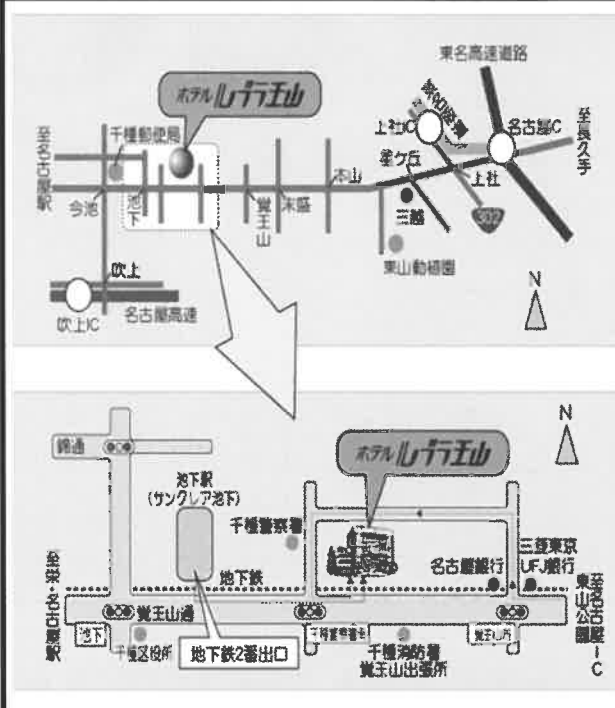 東名高速道路
ホテル ルブラ王山
至名古屋駅
千種郵便局
上社IC
名古屋IC
至長久手
星ケ丘
上社
本山
今池
池下
覚王山
末盛
三越
302
東山動植園
吹上
名古屋高速
吹上IC
N
N
錦通
ホテル ルブラ王山
池下駅
(サンクレア池下)
千種警察署
三菱東京
UFJ銀行
名古屋銀行
地下鉄
至栄・名古屋駅
東山公園
至名古屋I-C
覚王山通
池下
千種区役所
地下鉄2番出口
千種消防署
覚王山出張所